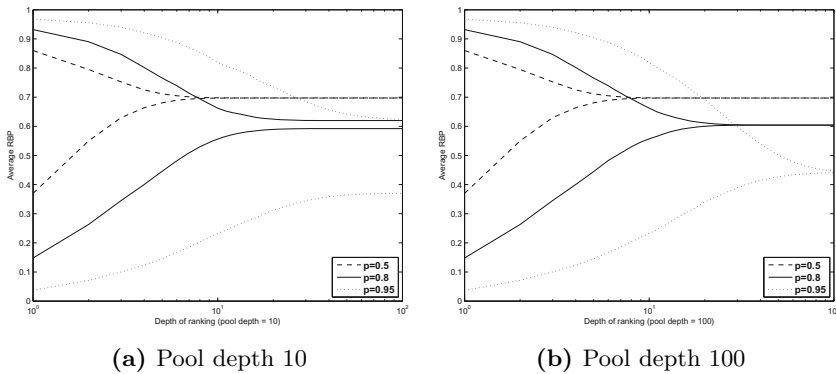 1
0.9
0.8
0.7
0.6
0.5
0.4
0.3
0.2
0.1
0
Average RBP
10^0
10^1
10^2
Depth of ranking (pool depth = 10)
p=0.5
p=0.8
p=0.95
(a) Pool depth 10
1
0.9
0.8
0.7
0.6
0.5
0.4
0.3
0.2
0.1
0
Average RBP
10^0
10^1
10
Depth of ranking (pool depth = 100)
p=0.5
p=0.8
p=0.95
(b) Pool depth 100